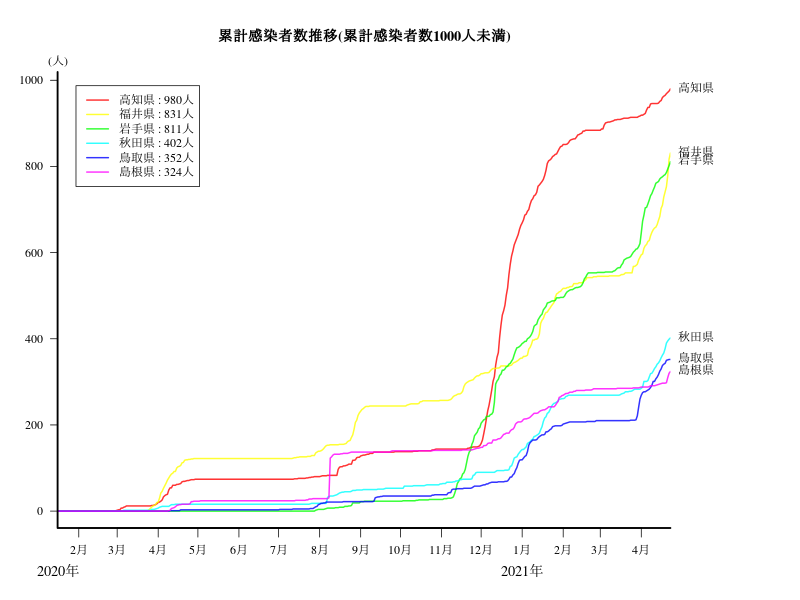 累計感染者数推移(累計感染者数1000人未満)
(人)
1000
800
600
400
200
0
高知県 : 980人
福井県 : 831人
岩手県 : 811人
秋田県 : 402人
鳥取県 : 352人
島根県 : 324人
高知県
福井県
岩手県
秋田県
鳥取県
島根県
2月 3月 4月 5月 6月 7月 8月 9月 10月 11月 12月 1月 2月 3月 4月
2020年 2021年